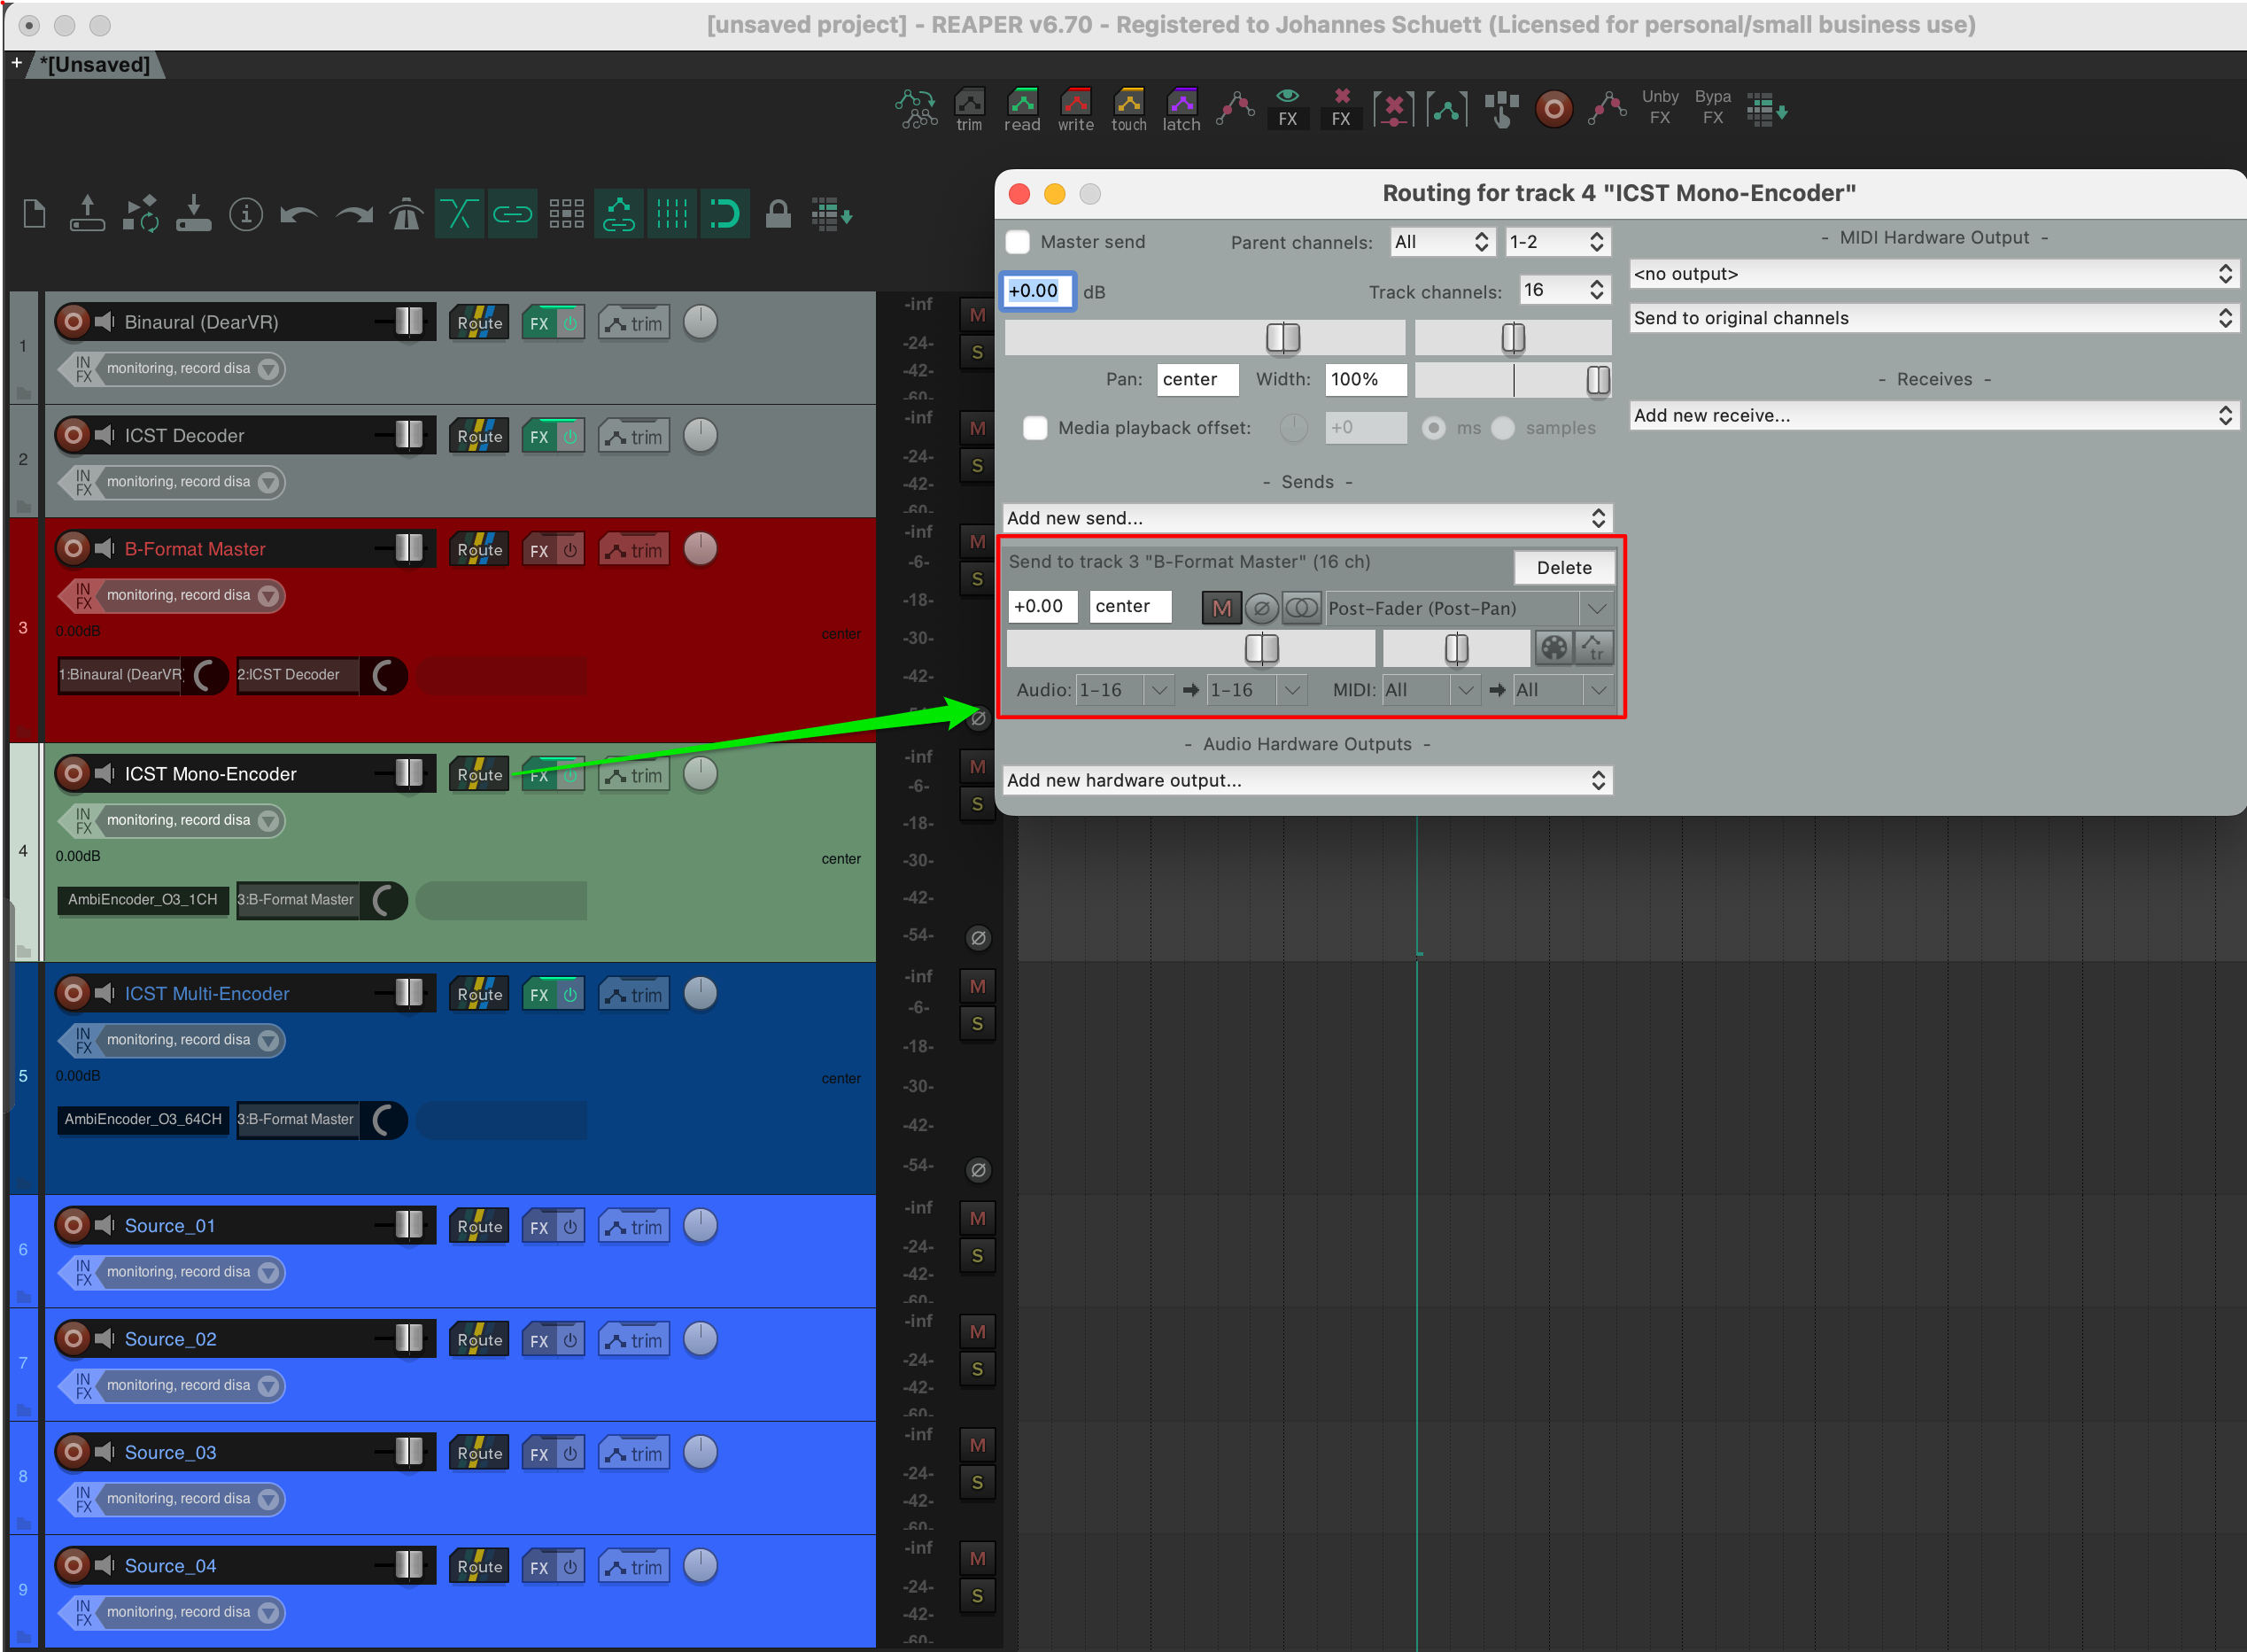 [unsaved project] - REAPER v6.70 - Registered to Johannes Schuett (Licensed for personal/small business use)
+ *[Unsaved]
trim read write touch latch FX FX Unby FX Bypa FX
Routing for track 4 "ICST Mono-Encoder"
Master send Parent channels: All 1-2
+0.00 dB Track channels: 16
Pan: center Width: 100%
Media playback offset: +0 ms samples
- Sends -
Add new send...
Send to track 3 "B-Format Master" (16 ch) Delete
+0.00 center M Post-Fader (Post-Pan)
tr
Audio: 1-16 1-16 MIDI: All All
- Audio Hardware Outputs -
Add new hardware output...
- MIDI Hardware Output -
<no output>
Send to original channels
- Receives -
Add new receive...
1
Binaural (DearVR) Route FX trim
IN FX monitoring, record disa
-inf -24- -42- -60- M S
2
ICST Decoder Route FX trim
IN FX monitoring, record disa
-inf -24- -42- -60- M S
3
B-Format Master Route FX trim
IN FX monitoring, record disa
0.00dB center
1:Binaural (DearVR) 2:ICST Decoder
-inf -6- -18- -30- -42- -54- M S
4
ICST Mono-Encoder Route FX trim
IN FX monitoring, record disa
0.00dB center
AmbiEncoder_O3_1CH 3:B-Format Master
-inf -6- -18- -30- -42- -54- M S
5
ICST Multi-Encoder Route FX trim
IN FX monitoring, record disa
0.00dB center
AmbiEncoder_O3_64CH 3:B-Format Master
-inf -6- -18- -30- -42- -54- M S
6
Source_01 Route FX trim
IN FX monitoring, record disa
-inf -24- -42- -60- M S
7
Source_02 Route FX trim
IN FX monitoring, record disa
-inf -24- -42- -60- M S
8
Source_03 Route FX trim
IN FX monitoring, record disa
-inf -24- -42- -60- M S
9
Source_04 Route FX trim
IN FX monitoring, record disa
-inf -24- -42- -60- M S